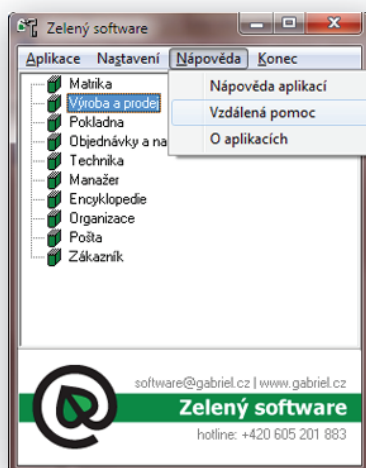 Zelený software
Aplikace Nastavení Nápověda Konec
Nápověda aplikací
Vzdálená pomoc
O aplikacích
Matrika
Výroba a prodej
Pokladna
Objednávky a na
Technika
Manažer
Encyklopedie
Organizace
Pošta
Zákazník
software@gabriel.cz | www.gabriel.cz
Zelený software
hotline: +420 605 201 883